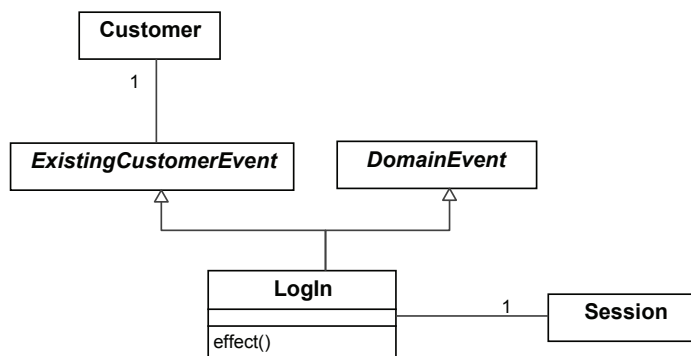 Customer
1
ExistingCustomerEvent
DomainEvent
LogIn
1
Session
effect()